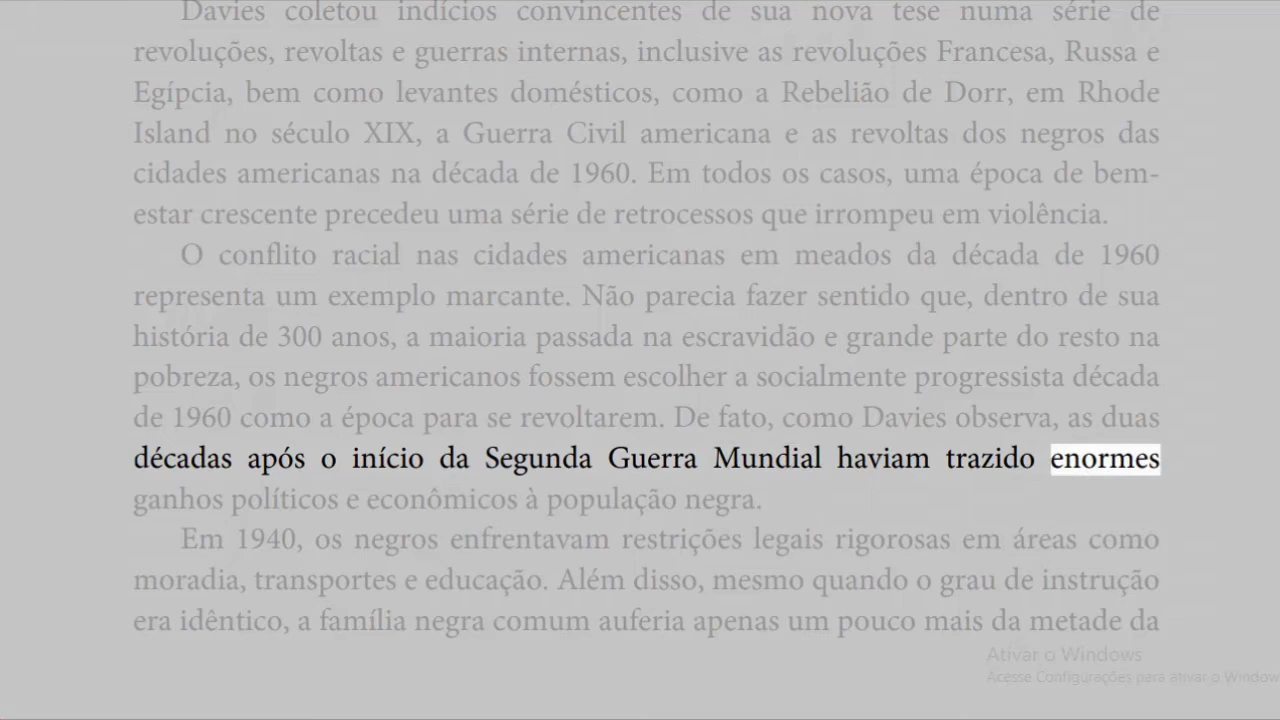 Davies coletou indícios convincentes de sua nova tese numa série de
revoluções, revoltas e guerras internas, inclusive as revoluções Francesa, Russa e
Egípcia, bem como levantes domésticos, como a Rebelião de Dorr, em Rhode
Island no século XIX, a Guerra Civil americana e as revoltas dos negros das
cidades americanas na década de 1960. Em todos os casos, uma época de bem-
estar crescente precedeu uma série de retrocessos que irrompeu em violência.
O conflito racial nas cidades americanas em meados da década de 1960
representa um exemplo marcante. Não parecia fazer sentido que, dentro de sua
história de 300 anos, a maioria passada na escravidão e grande parte do resto na
pobreza, os negros americanos fossem escolher a socialmente progressista década
de 1960 como a época para se revoltarem. De fato, como Davies observa, as duas
décadas após o início da Segunda Guerra Mundial haviam trazido enormes
ganhos políticos e econômicos à população negra.
Em 1940, os negros enfrentavam restrições legais rigorosas em áreas como
moradia, transportes e educação. Além disso, mesmo quando o grau de instrução
era idêntico, a família negra comum auferia apenas um pouco mais da metade da
Ativar o Windows
Acesse Configurações para ativar o Window